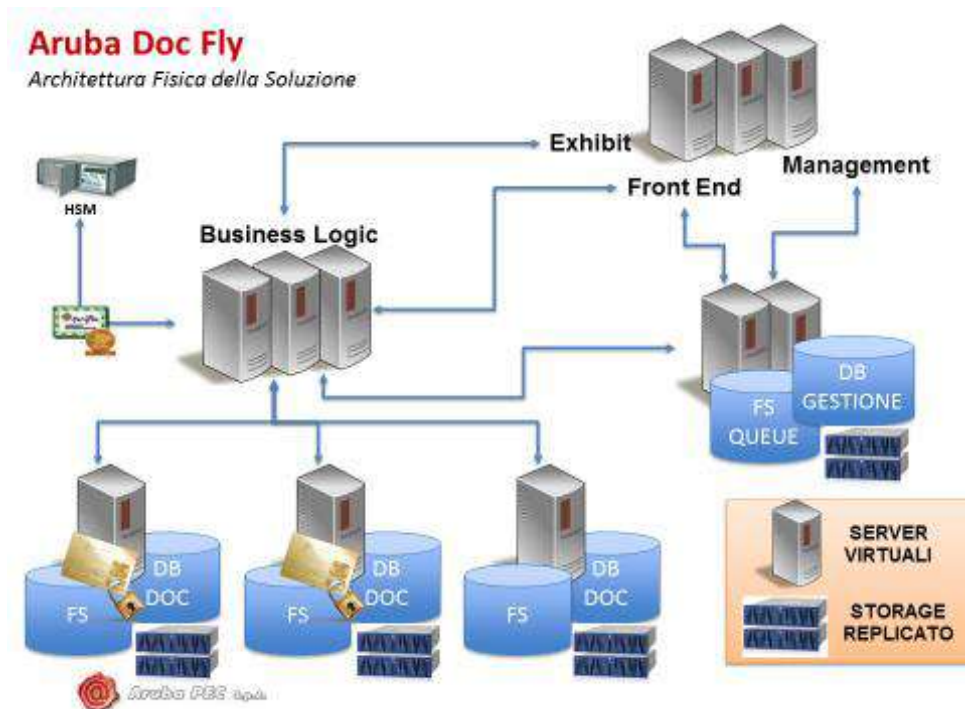 Aruba Doc Fly
Architettura Fisica della Soluzione
Exhibit
Management
Front End
HSM
Business Logic
DB
GESTIONE
FS
QUEUE
DB
DOC
FS
DB
DOC
FS
DB
DOC
FS
SERVER
VIRTUALI
STORAGE
REPLICATO
@ Aruba PEC S.p.A.